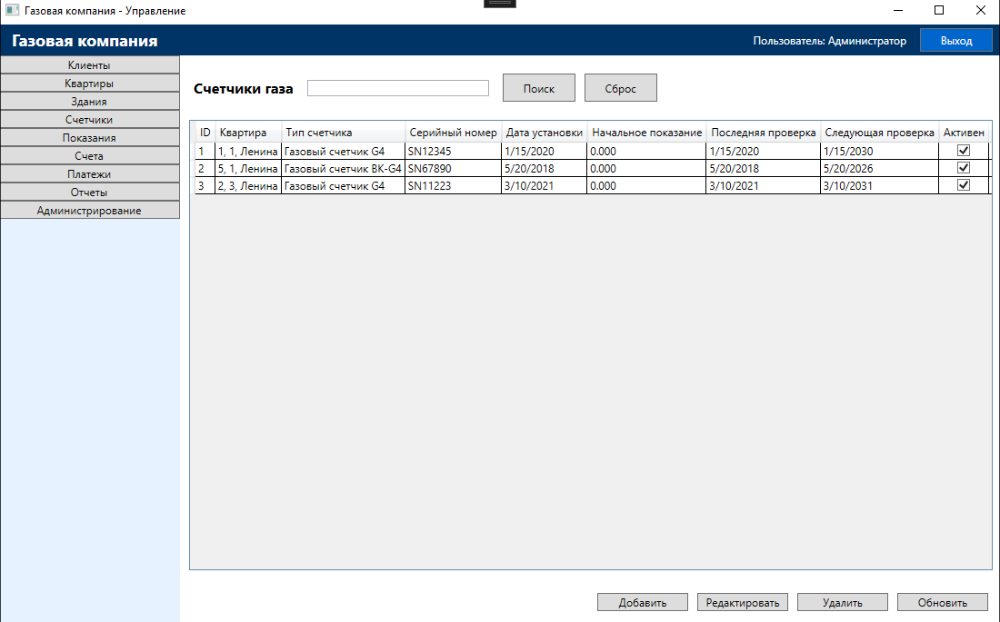 Газовая компания - Управление
Газовая компания
Пользователь: Администратор
Выход
Клиенты
Квартиры
Здания
Счетчики
Показания
Счета
Платежи
Отчеты
Администрирование
Счетчики газа
Поиск
Сброс
ID Квартира Тип счетчика Серийный номер Дата установки Начальное показание Последняя проверка Следующая проверка Активен
1 1, 1, Ленина Газовый счетчик G4 SN12345 1/15/2020 0.000 1/15/2020 1/15/2030
2 5, 1, Ленина Газовый счетчик ВК-G4 SN67890 5/20/2018 0.000 5/20/2018 5/20/2026
3 2, 3, Ленина Газовый счетчик G4 SN11223 3/10/2021 0.000 3/10/2021 3/10/2031
Добавить
Редактировать
Удалить
Обновить